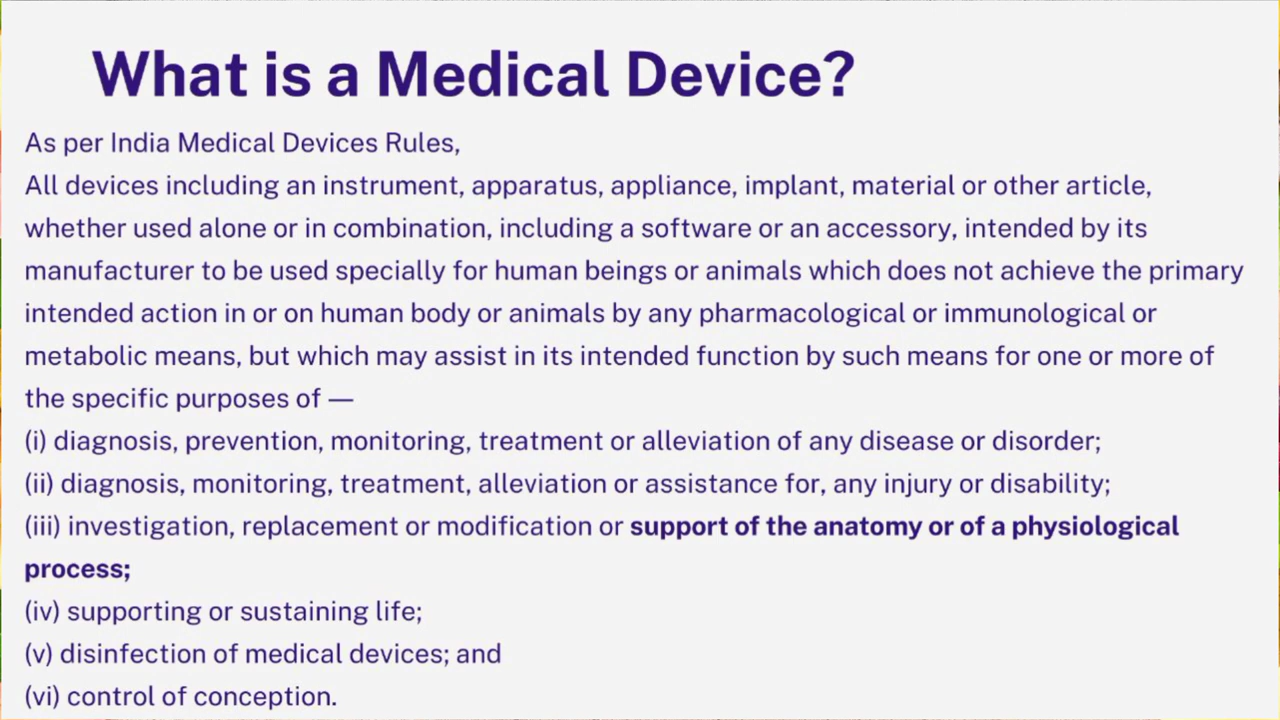 What is a Medical Device?
As per India Medical Devices Rules,
All devices including an instrument, apparatus, appliance, implant, material or other article,
whether used alone or in combination, including a software or an accessory, intended by its
manufacturer to be used specially for human beings or animals which does not achieve the primary
intended action in or on human body or animals by any pharmacological or immunological or
metabolic means, but which may assist in its intended function by such means for one or more of
the specific purposes of —
(i) diagnosis, prevention, monitoring, treatment or alleviation of any disease or disorder;
(ii) diagnosis, monitoring, treatment, alleviation or assistance for, any injury or disability;
(iii) investigation, replacement or modification or support of the anatomy or of a physiological
process;
(iv) supporting or sustaining life;
(v) disinfection of medical devices; and
(vi) control of conception.